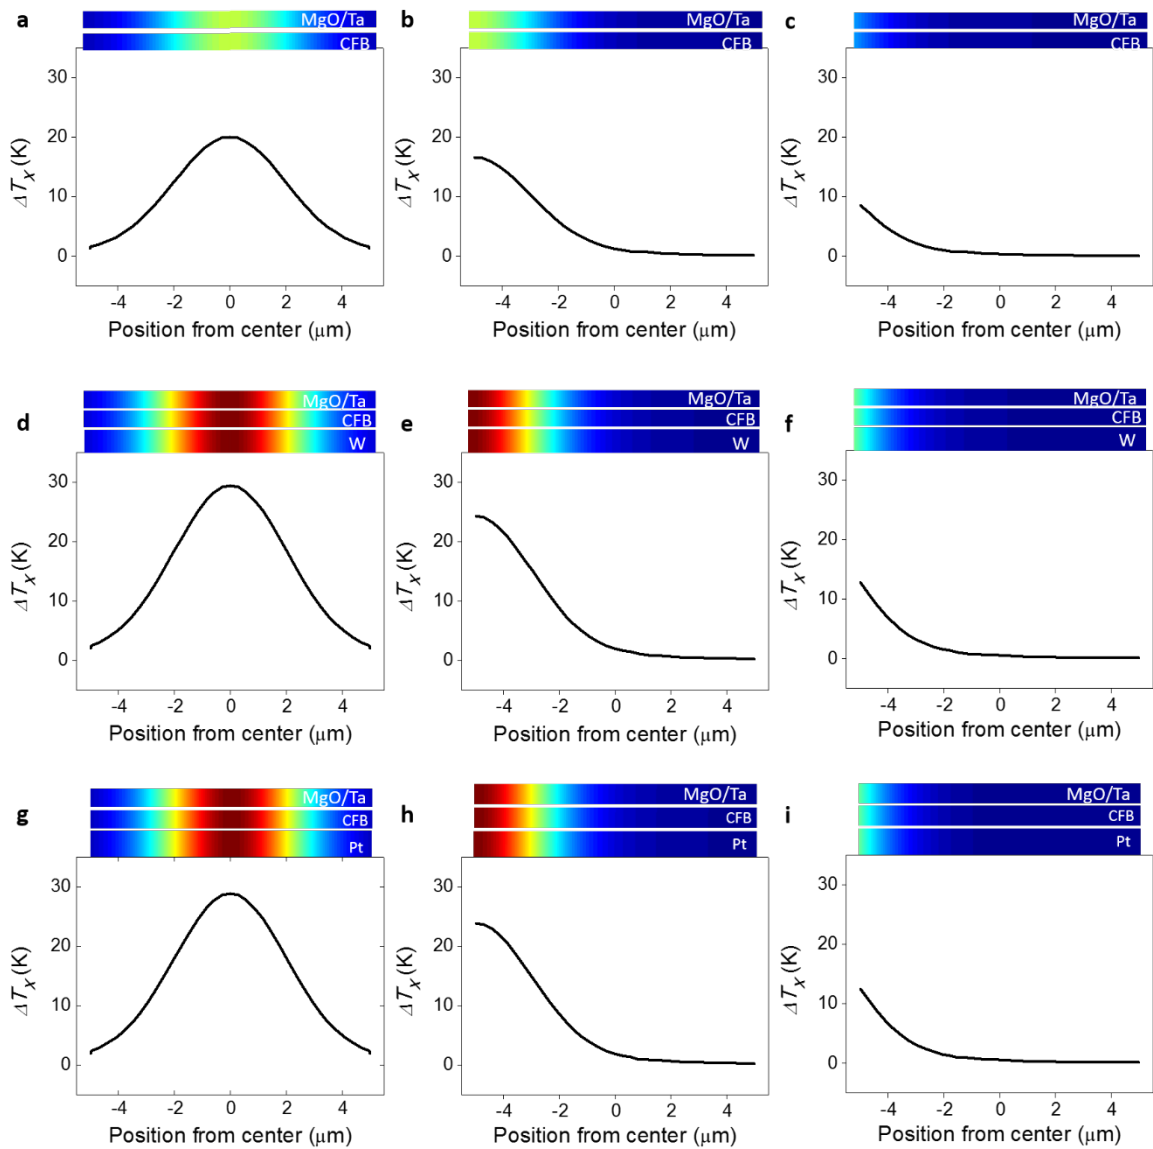 a
MgO/Ta
CFB
b
MgO/Ta
CFB
c
MgO/Ta
CFB
30
20
10
0
ΔTx (K)
-4 -2 0 2 4
Position from center (μm)
30
20
10
0
ΔTx (K)
-4 -2 0 2 4
Position from center (μm)
30
20
10
0
ΔTx (K)
-4 -2 0 2 4
Position from center (μm)
d
MgO/Ta
CFB
W
e
MgO/Ta
CFB
W
f
MgO/Ta
CFB
W
30
20
10
0
ΔTx (K)
-4 -2 0 2 4
Position from center (μm)
30
20
10
0
ΔTx (K)
-4 -2 0 2 4
Position from center (μm)
30
20
10
0
ΔTx (K)
-4 -2 0 2 4
Position from center (μm)
g
MgO/Ta
CFB
Pt
h
MgO/Ta
CFB
Pt
i
MgO/Ta
CFB
Pt
30
20
10
0
ΔTx (K)
-4 -2 0 2 4
Position from center (μm)
30
20
10
0
ΔTx (K)
-4 -2 0 2 4
Position from center (μm)
30
20
10
0
ΔTx (K)
-4 -2 0 2 4
Position from center (μm)